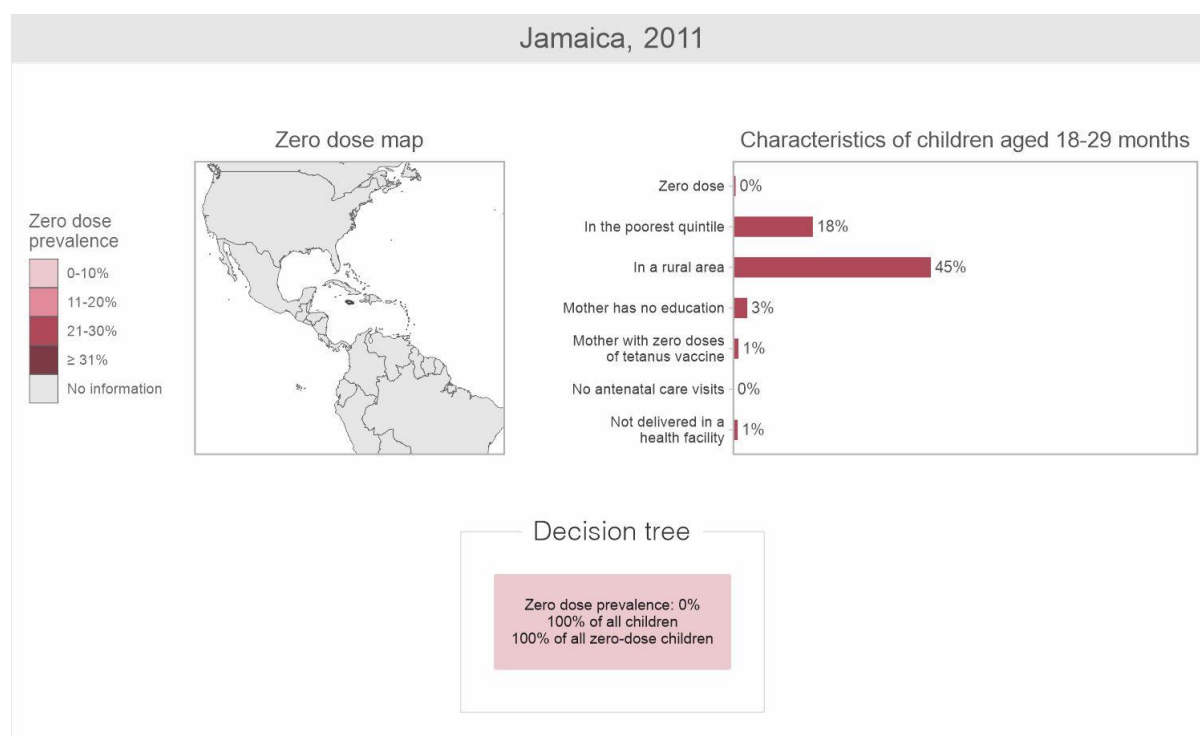 Jamaica, 2011
Zero dose map
Zero dose
prevalence
0-10%
11-20%
21-30%
≥ 31%
No information
Characteristics of children aged 18-29 months
Zero dose 0%
In the poorest quintile 18%
In a rural area 45%
Mother has no education 3%
Mother with zero doses
of tetanus vaccine 1%
No antenatal care visits 0%
Not delivered in a
health facility 1%
Decision tree
Zero dose prevalence: 0%
100% of all children
100% of all zero-dose children